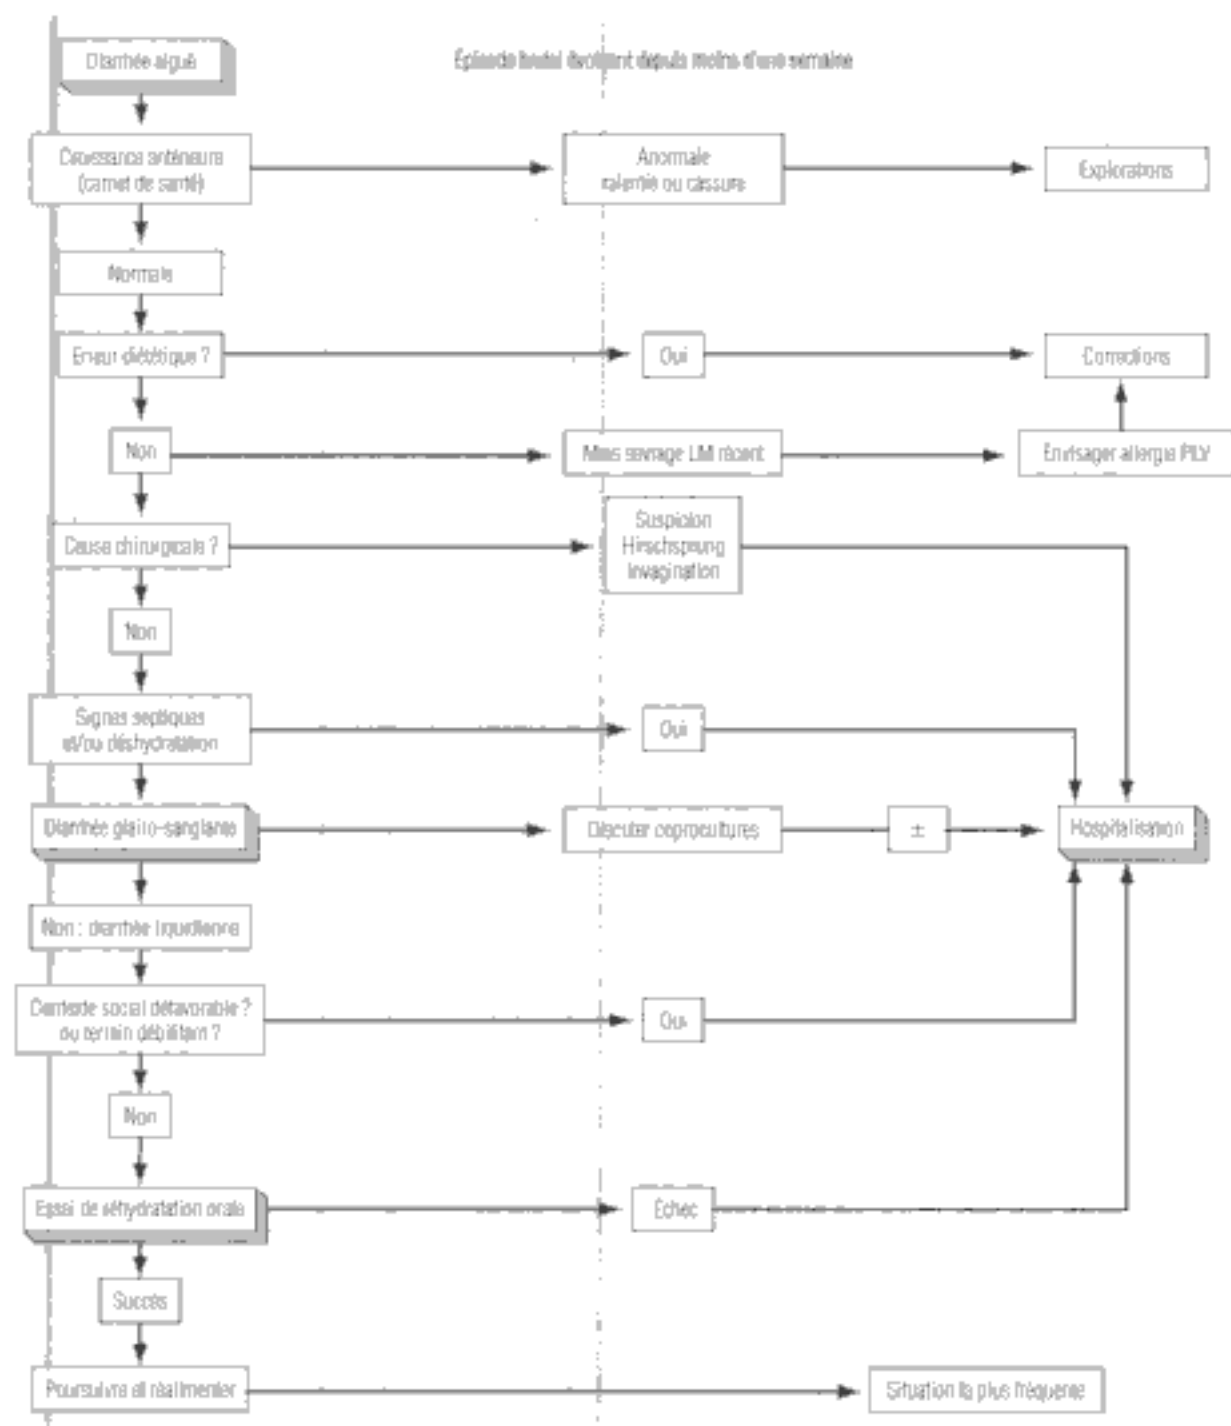 Diarrhée aiguë
Épisode brutal évoluant depuis moins d'une semaine
Croissance antérieure
(carnet de santé)
Anormale
ralentie ou cassure
Explorations
Normale
Erreur diététique ?
Oui
Corrections
Non
Mais sevrage LM récent
Envisager allergie PLV
Cause chirurgicale ?
Suspicion
Hirschsprung
invagination
Non
Signes septiques
et/ou déshydratation
Oui
Diarrhée glairo-sanglante
Discuter coprocultures
±
Hospitalisation
Non : diarrhée liquidienne
Contexte social défavorable ?
ou terrain débilitant ?
Oui
Non
Essai de réhydratation orale
Échec
Succès
Poursuivre et réalimenter
Situation la plus fréquente